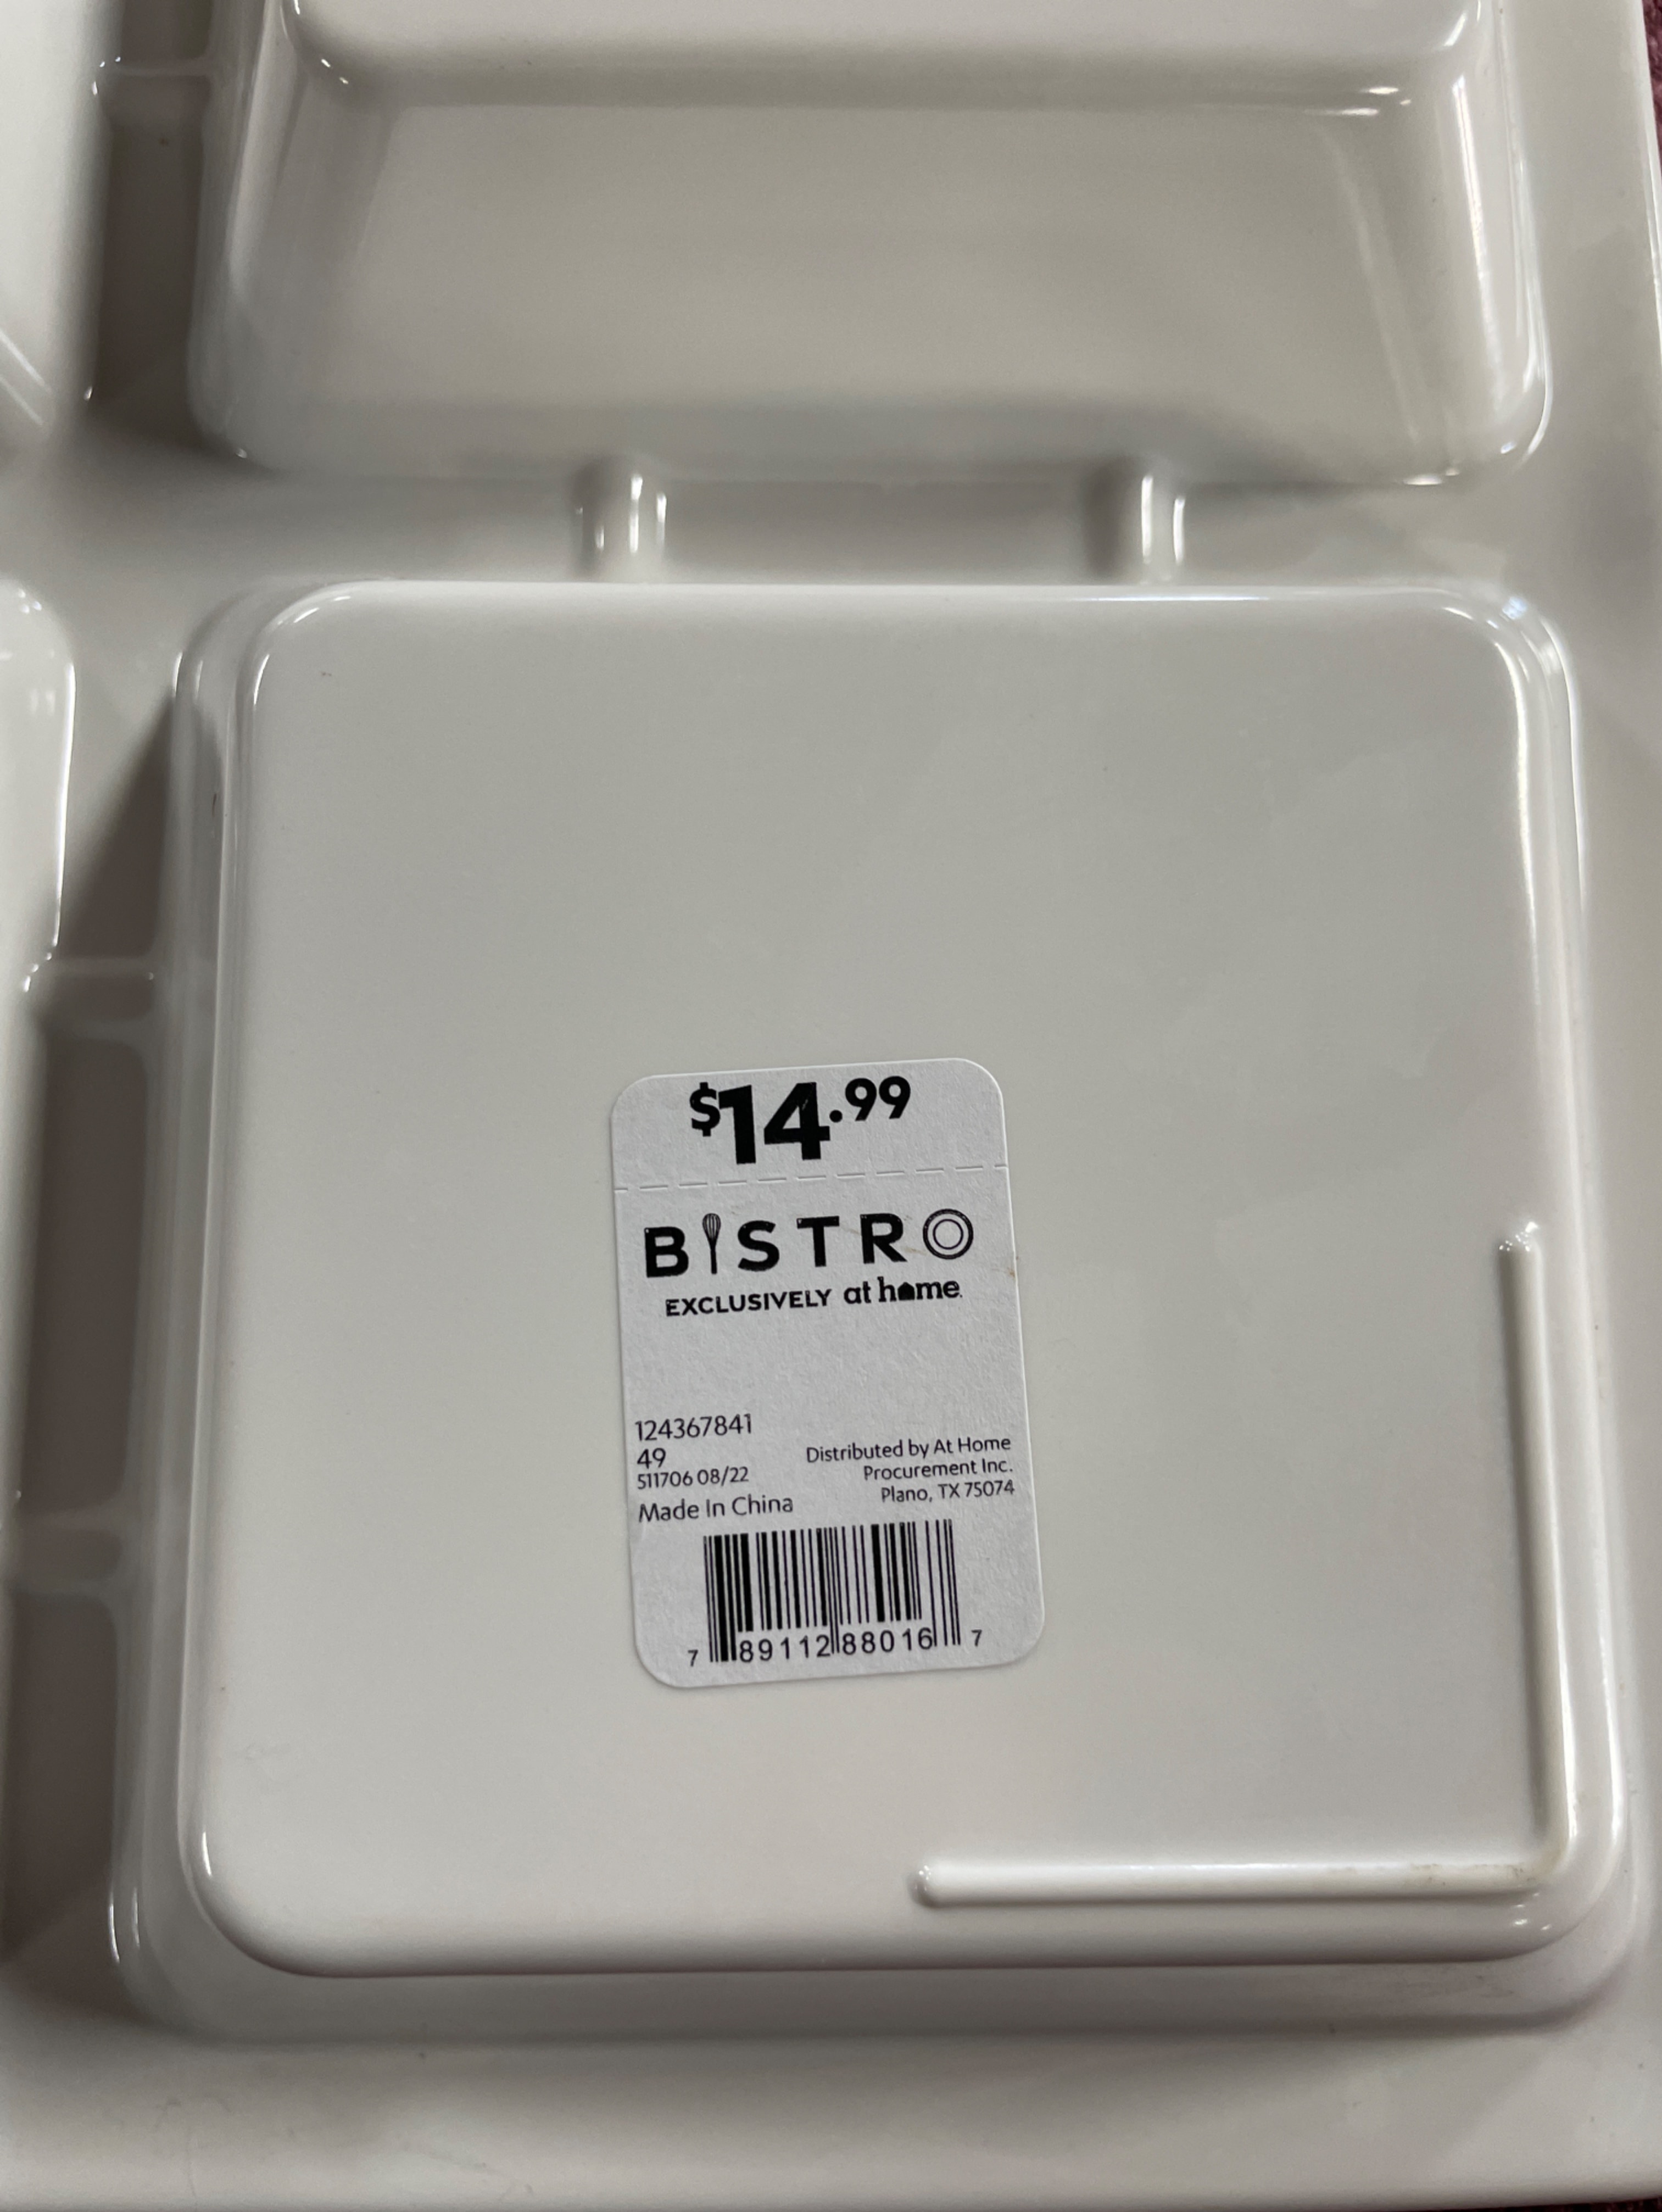 $14.99
BISTRO
EXCLUSIVELY at home.
124367841
49
511706 08/22
Made In China
Distributed by At Home
Procurement Inc.
Plano, TX 75074
7 89112 88016 7